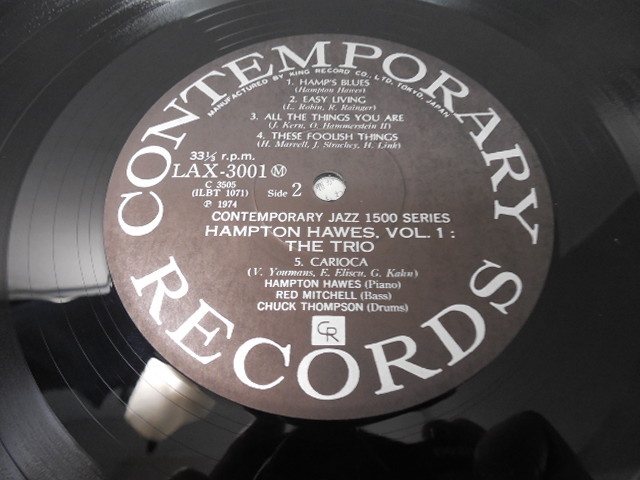 CONTEMPORARY
MANUFACTURED BY KING RECORD CO., LTD. TOKYO, JAPAN
1. HAMP'S BLUES
(Hampton Hawes)
2. EASY LIVING
(L. Robin, R. Rainger)
3. ALL THE THINGS YOU ARE
(J. Kern, O. Hammerstein II)
4. THESE FOOLISH THINGS
(H. Marrell, J. Strachey, H. Link)
33⅓ r.p.m.
LAX-3001 Ⓜ
C 3505
(ILBT 1071)
Side 2
℗ 1974
CONTEMPORARY JAZZ 1500 SERIES
HAMPTON HAWES, VOL. 1 :
THE TRIO
5. CARIOCA
(V. Youmans, E. Eliscu, G. Kahn)
HAMPTON HAWES (Piano)
RED MITCHELL (Bass)
CHUCK THOMPSON (Drums)
CR
RECORDS